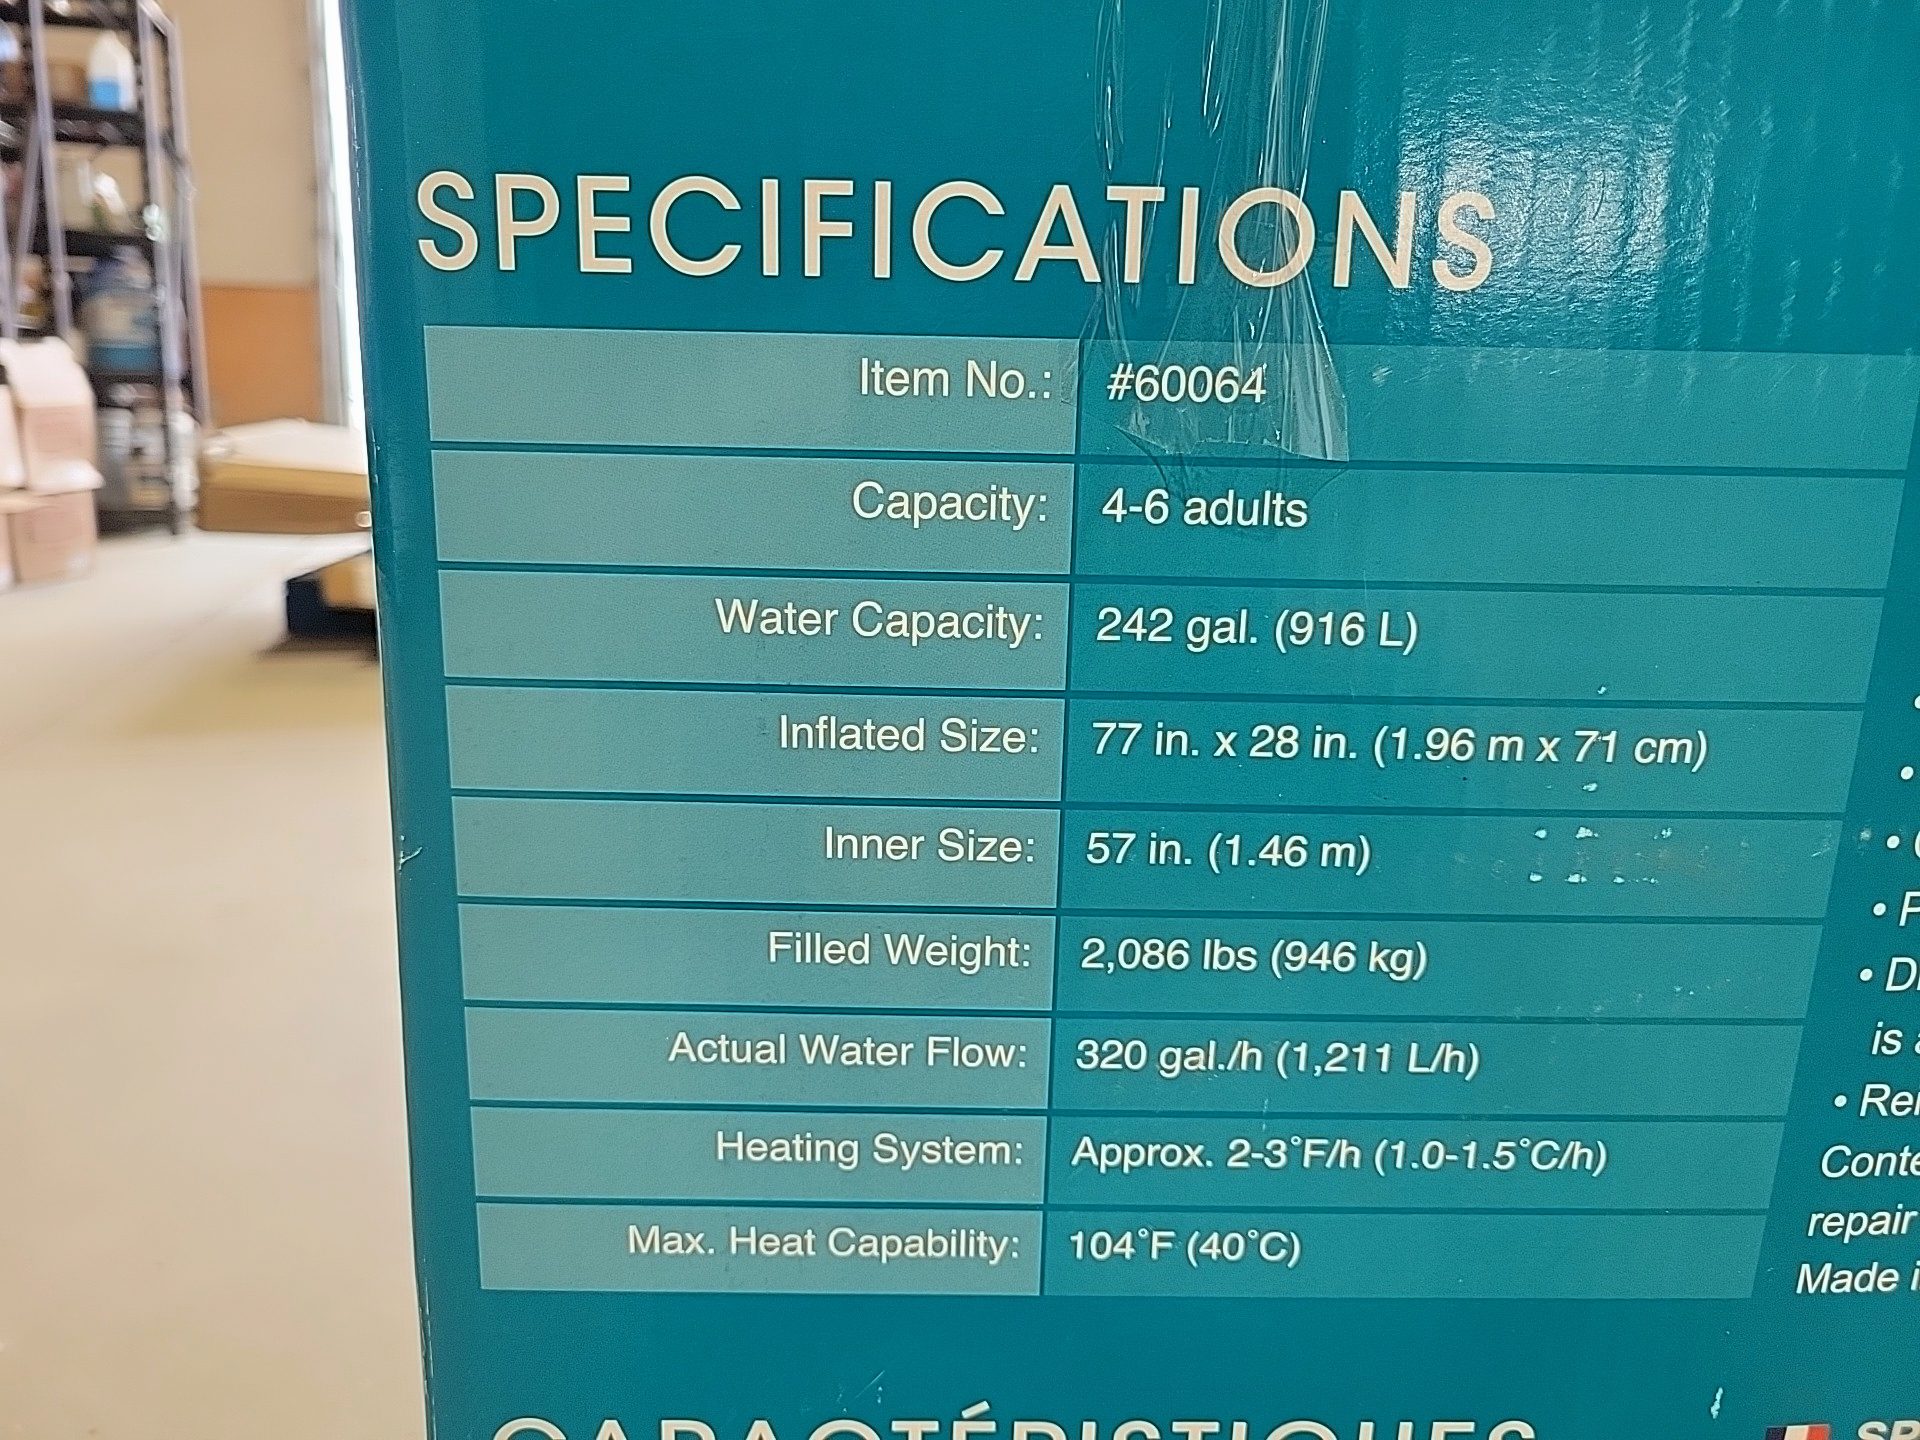 SPECIFICATIONS
Item No.: #60064
Capacity: 4-6 adults
Water Capacity: 242 gal. (916 L)
Inflated Size: 77 in. x 28 in. (1.96 m x 71 cm)
Inner Size: 57 in. (1.46 m)
Filled Weight: 2,086 lbs (946 kg)
Actual Water Flow: 320 gal./h (1,211 L/h)
Heating System: Approx. 2-3°F/h (1.0-1.5°C/h)
Max. Heat Capability: 104°F (40°C)
CARACTÉRISTIQUES
is
repair
Made